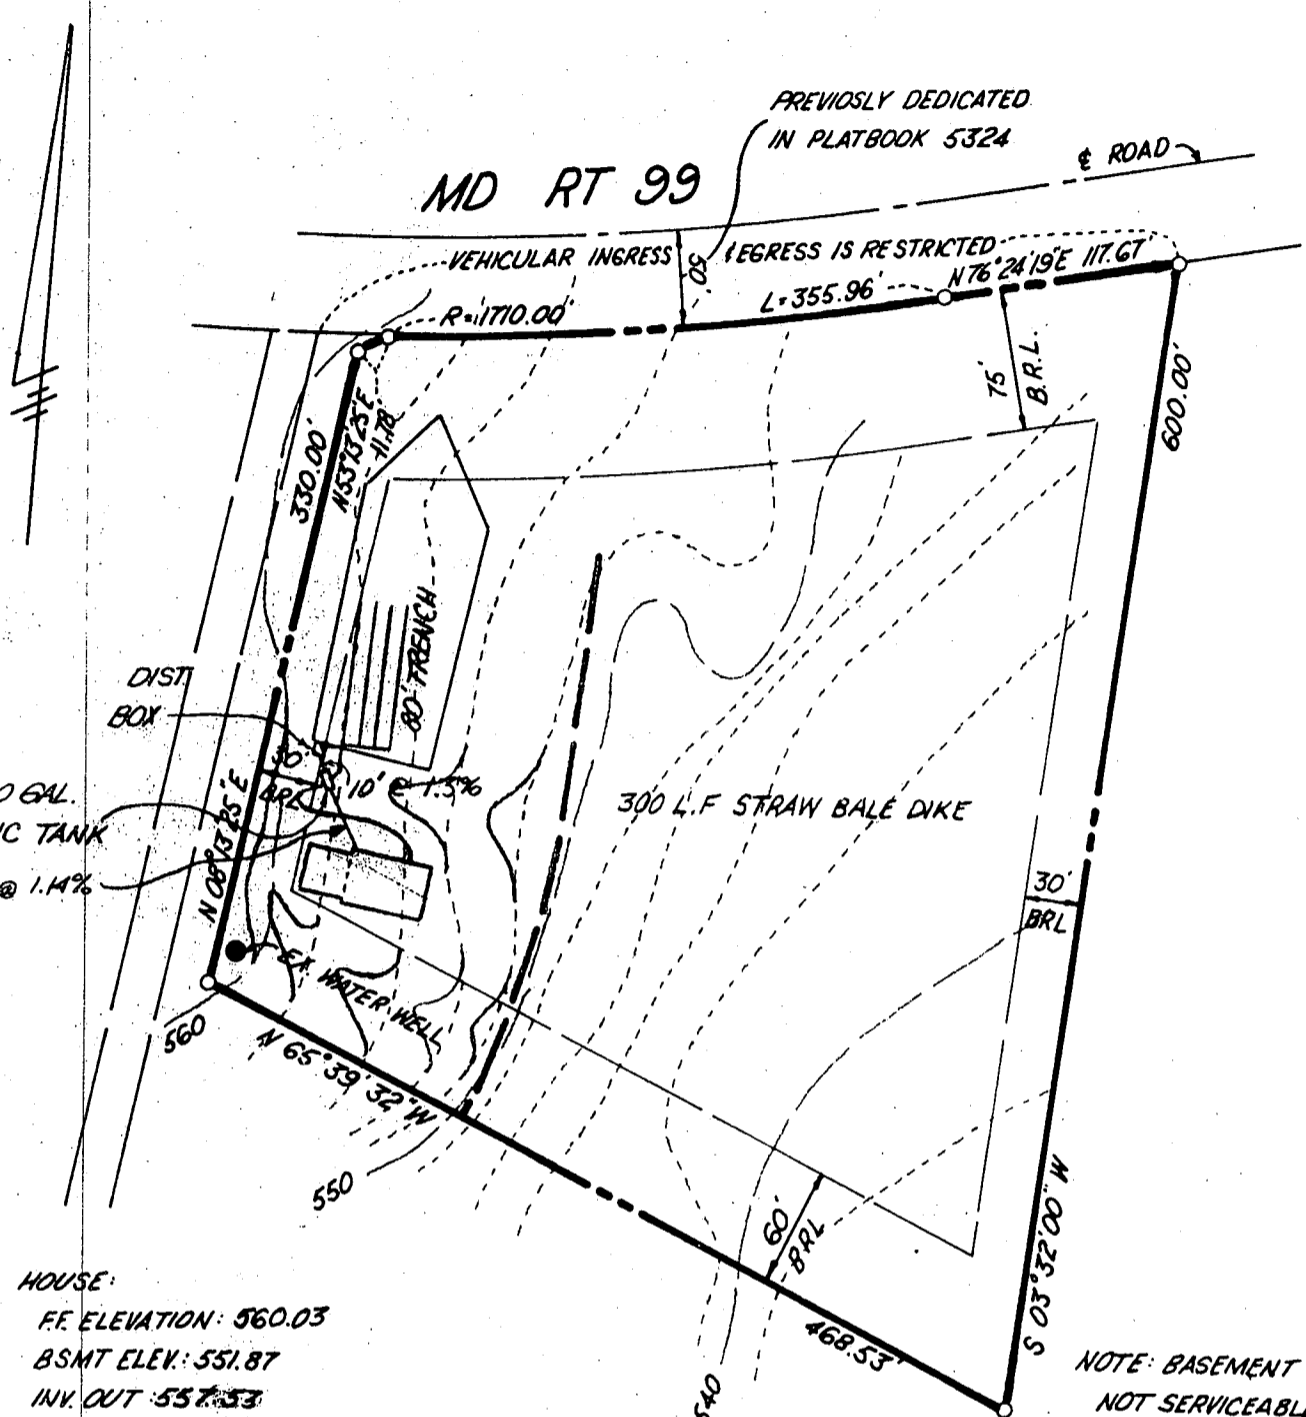 PREVIOSLY DEDICATED
IN PLATBOOK 5324
℄ ROAD
MD RT 99
VEHICULAR INGRESS & EGRESS IS RESTRICTED
50'
N 76°24'19"E 117.67'
L=355.96'
R=1710.00'
75'
B.R.L.
600.00'
330.00'
N53°13'25"E
11.78'
80' TRENCH
DIST.
BOX
30'
BRL
10' @ 1.5%
GAL.
TANK
@ 1.14%
N 08°13'25"E
300 L.F STRAW BALE DIKE
30'
BRL
EX. WATER WELL
560
N 65°39'32"W
550
60'
BRL
S 03°32'00" W
468.53'
540
HOUSE:
F.F. ELEVATION: 560.03
BSMT ELEV.: 551.87
INV. OUT : 557.53
NOTE: BASEMENT
NOT